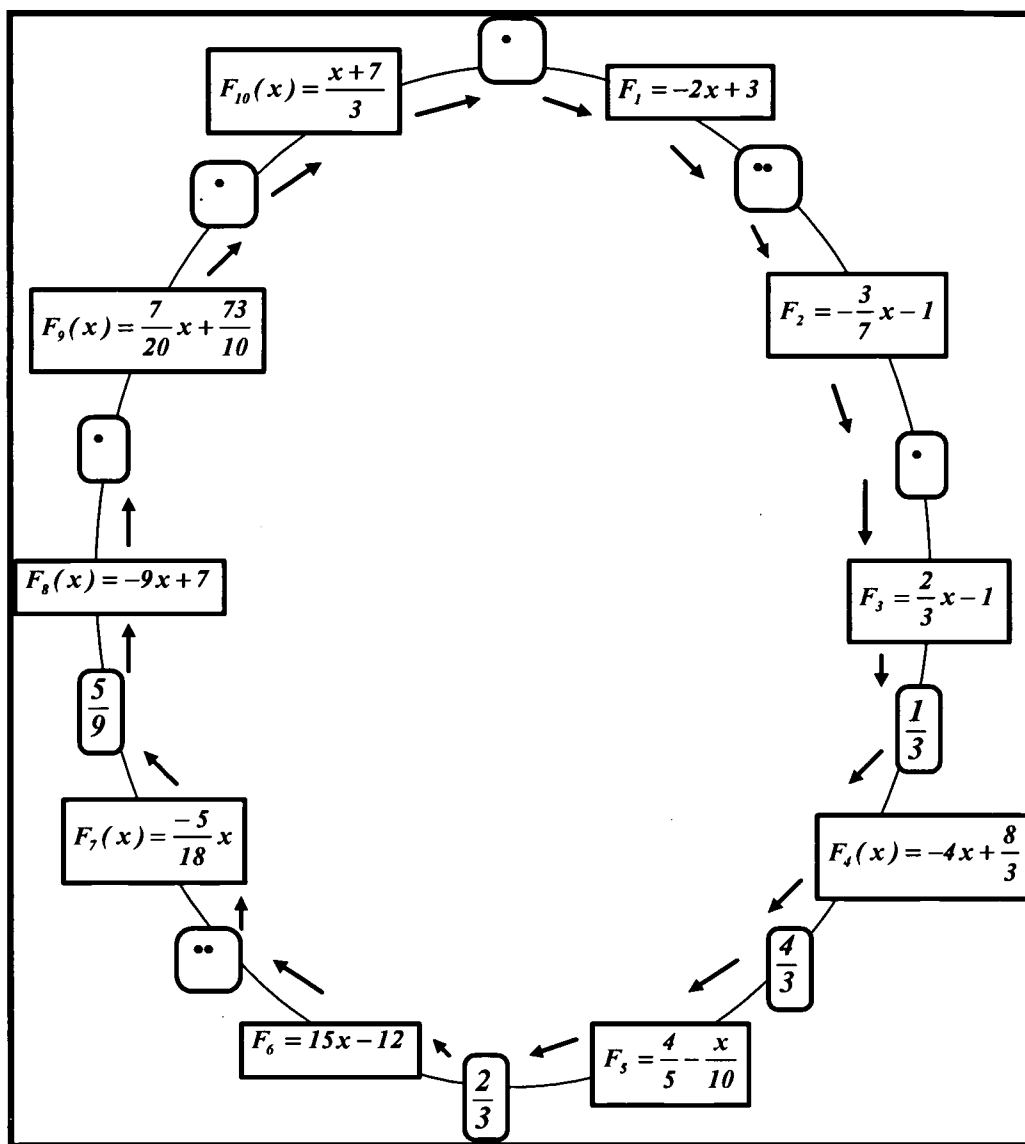 F₁₀(x) = (x+7)/3
F₁ = -2x+3
F₂ = -3/7 x - 1
F₉(x) = 7/20 x + 73/10
F₈(x) = -9x+7
F₃ = 2/3 x - 1
5/9
1/3
F₇(x) = -5/18 x
F₄(x) = -4x + 8/3
4/3
F₆ = 15x - 12
F₅ = 4/5 - x/10
2/3